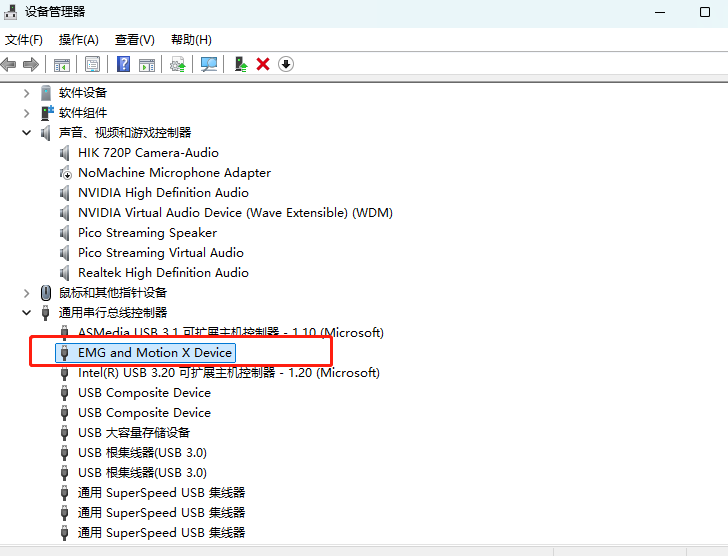 设备管理器
文件(F) 操作(A) 查看(V) 帮助(H)
软件设备
软件组件
声音、视频和游戏控制器
HIK 720P Camera-Audio
NoMachine Microphone Adapter
NVIDIA High Definition Audio
NVIDIA Virtual Audio Device (Wave Extensible) (WDM)
Pico Streaming Speaker
Pico Streaming Virtual Audio
Realtek High Definition Audio
鼠标和其他指针设备
通用串行总线控制器
ASMedia USB 3.1 可扩展主机控制器 - 1.10 (Microsoft)
EMG and Motion X Device
Intel(R) USB 3.20 可扩展主机控制器 - 1.20 (Microsoft)
USB Composite Device
USB Composite Device
USB 大容量存储设备
USB 根集线器(USB 3.0)
USB 根集线器(USB 3.0)
通用 SuperSpeed USB 集线器
通用 SuperSpeed USB 集线器
通用 SuperSpeed USB 集线器